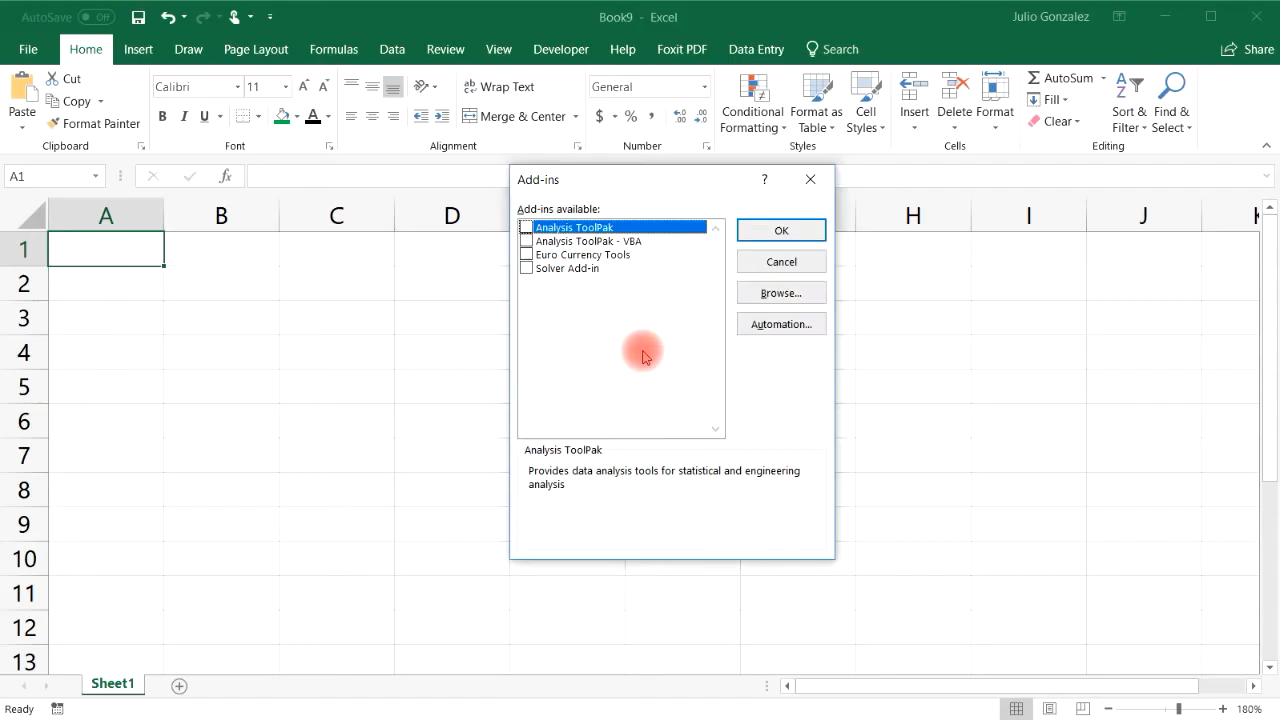 AutoSave Off
Book9 - Excel
Julio Gonzalez
File Home Insert Draw Page Layout Formulas Data Review View Developer Help Foxit PDF Data Entry Search Share
Paste
Cut
Copy
Format Painter
Clipboard
Calibri 11
B I U A
Font
Wrap Text
Merge & Center
Alignment
General
$ % ,
Number
Conditional Formatting
Format as Table
Cell Styles
Styles
Insert
Delete
Format
Cells
AutoSum
Fill
Clear
Sort & Filter
Find & Select
Editing
A1
fx
A B C D H I J K
1
2
3
4
5
6
7
8
9
10
11
12
13
Add-ins ?
Add-ins available:
Analysis ToolPak
Analysis ToolPak - VBA
Euro Currency Tools
Solver Add-in
OK
Cancel
Browse...
Automation...
Analysis ToolPak
Provides data analysis tools for statistical and engineering
analysis
Sheet1
Ready
180%